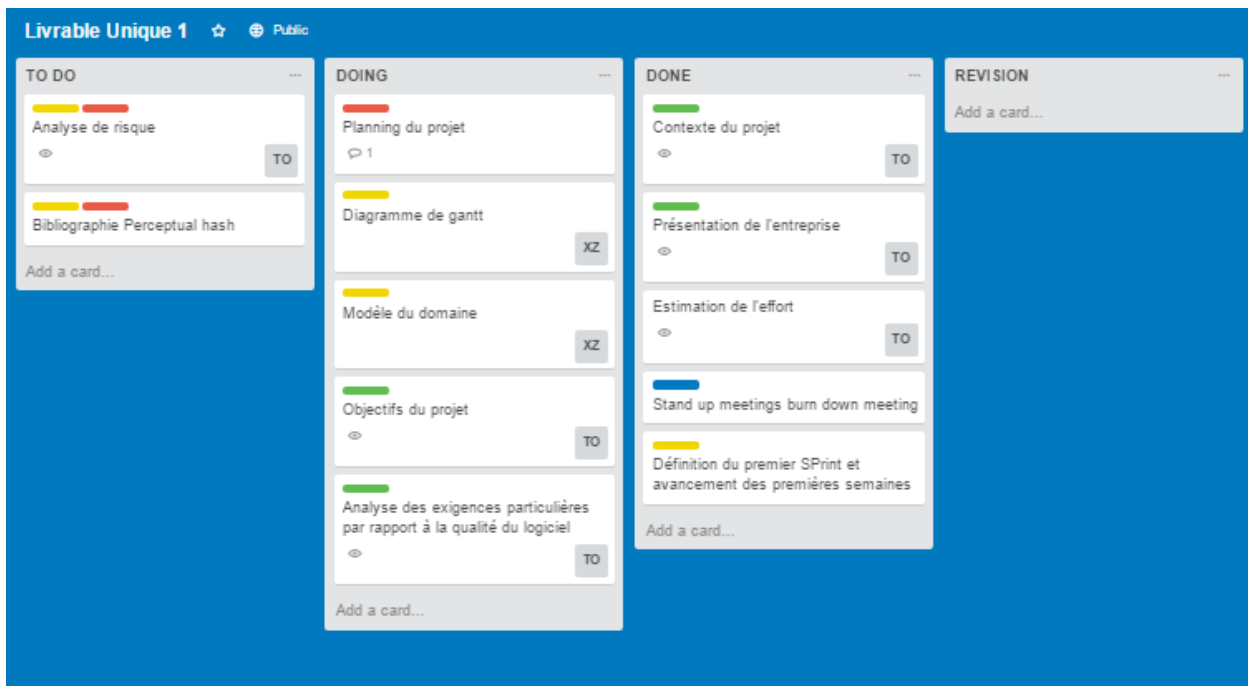 Livrable Unique 1 Public
TO DO
Analyse de risque
TO
Bibliographie Perceptual hash
Add a card...
DOING
Planning du projet
1
Diagramme de gantt
XZ
Modèle du domaine
XZ
Objectifs du projet
TO
Analyse des exigences particulières
par rapport à la qualité du logiciel
TO
Add a card...
DONE
Contexte du projet
TO
Présentation de l'entreprise
TO
Estimation de l'effort
TO
Stand up meetings burn down meeting
Définition du premier SPrint et
avancement des premières semaines
Add a card...
REVISION
Add a card...